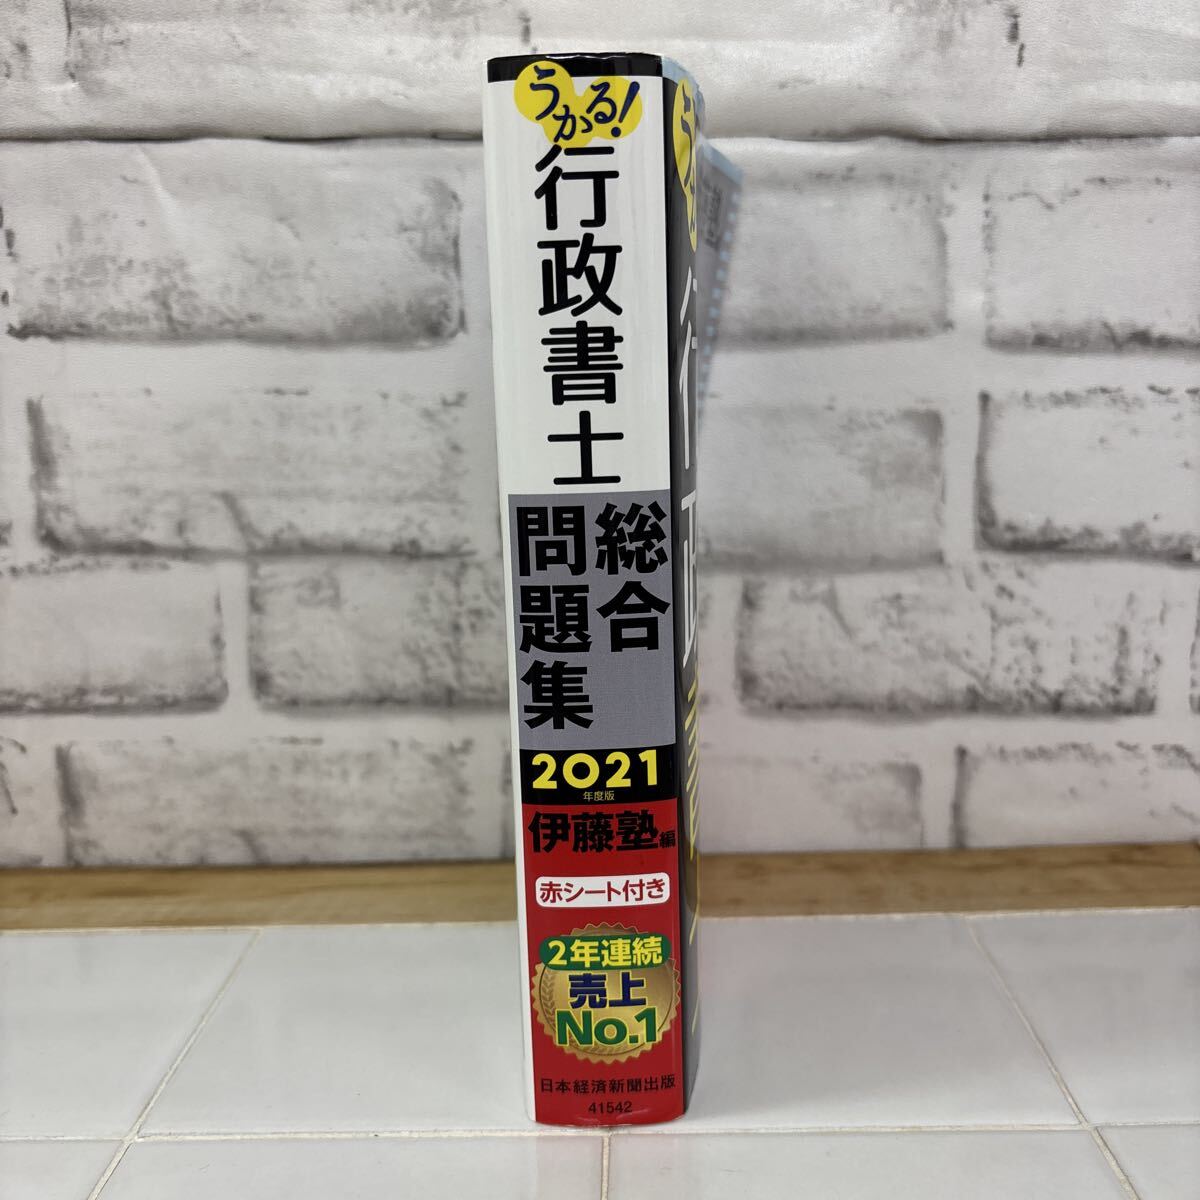 うかる!
行政書士
総合
問題集
2021
年度版
伊藤塾編
赤シート付き
2年連続
売上
No.1
日本経済新聞出版
41542